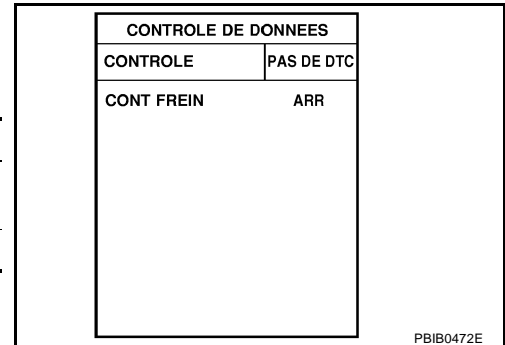 CONTROLE DE DONNEES
CONTROLE PAS DE DTC
CONT FREIN ARR
PBIB0472E